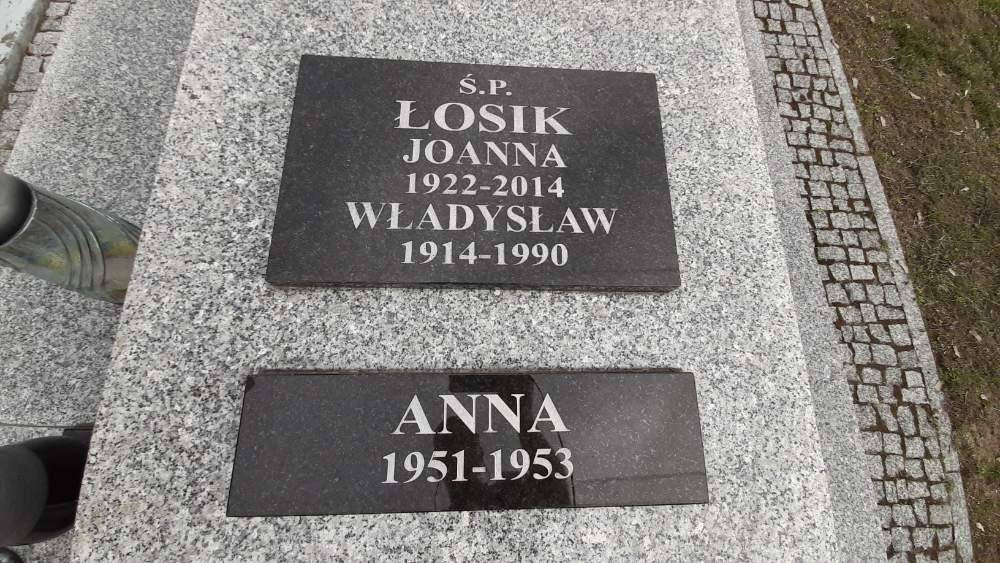 Ś.P.
ŁOSIK
JOANNA
1922-2014
WŁADYSŁAW
1914-1990
ANNA
1951-1953